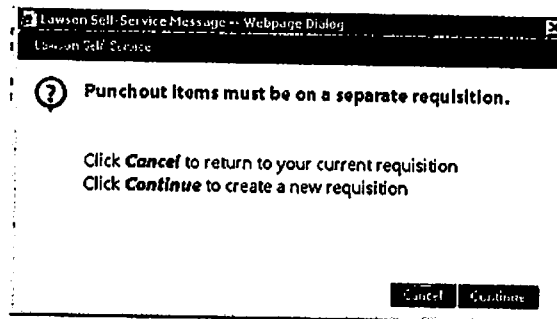 Lawson Self-Service Message -- Webpage Dialog
Lawson Self Service
Punchout items must be on a separate requisition.
Click Cancel to return to your current requisition
Click Continue to create a new requisition
Cancel Continue